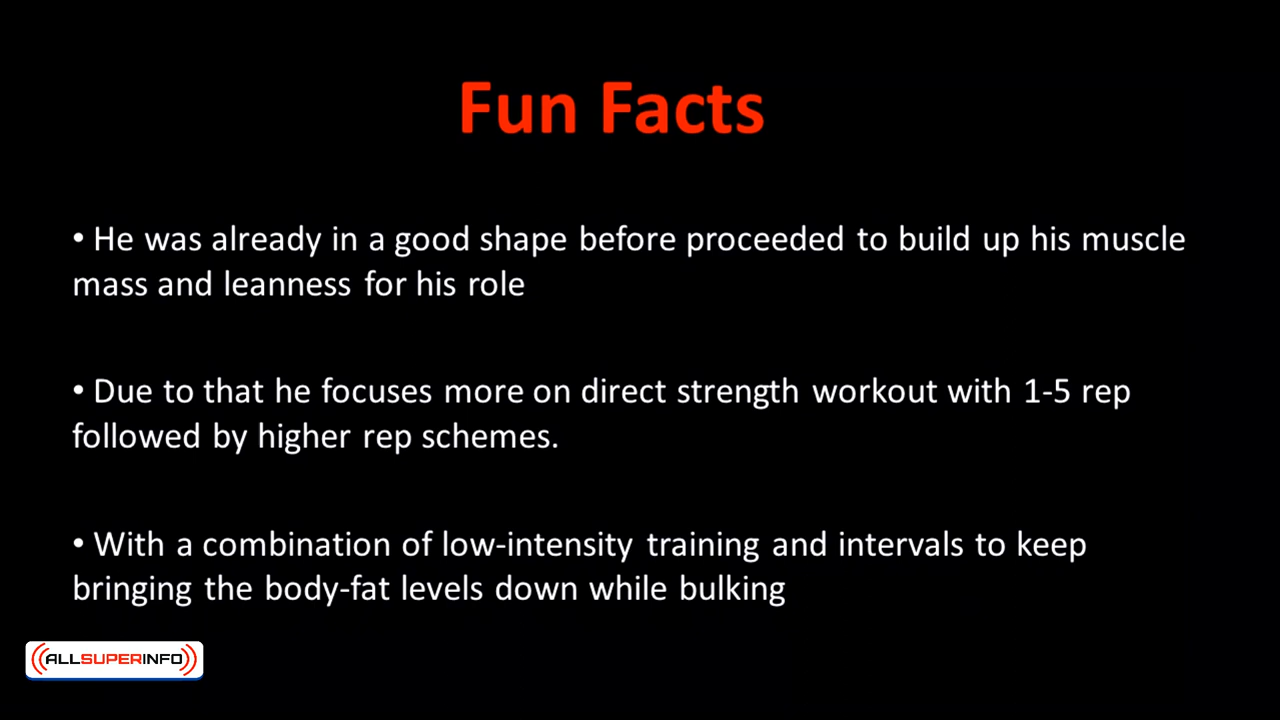 Fun Facts
• He was already in a good shape before proceeded to build up his muscle
mass and leanness for his role
• Due to that he focuses more on direct strength workout with 1-5 rep
followed by higher rep schemes.
• With a combination of low-intensity training and intervals to keep
bringing the body-fat levels down while bulking
ALLSUPERINFO